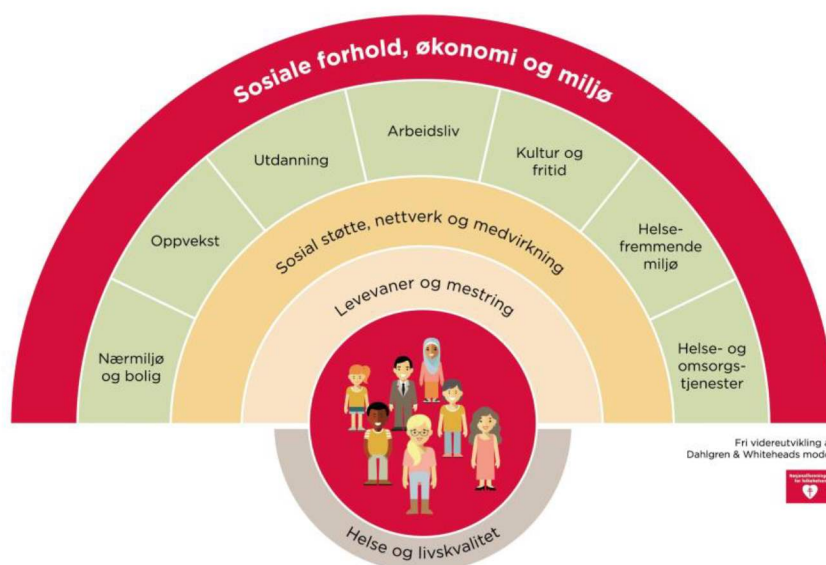 Sosiale forhold, økonomi og miljø
Arbeidsliv
Utdanning
Kultur og
fritid
Oppvekst
Helse-
fremmende
miljø
Nærmiljø
og bolig
Helse- og
omsorgs-
tjenester
Sosial støtte, nettverk og medvirkning
Levevaner og mestring
Helse og livskvalitet
Fri videreutvikling
Dahlgren & Whiteheads